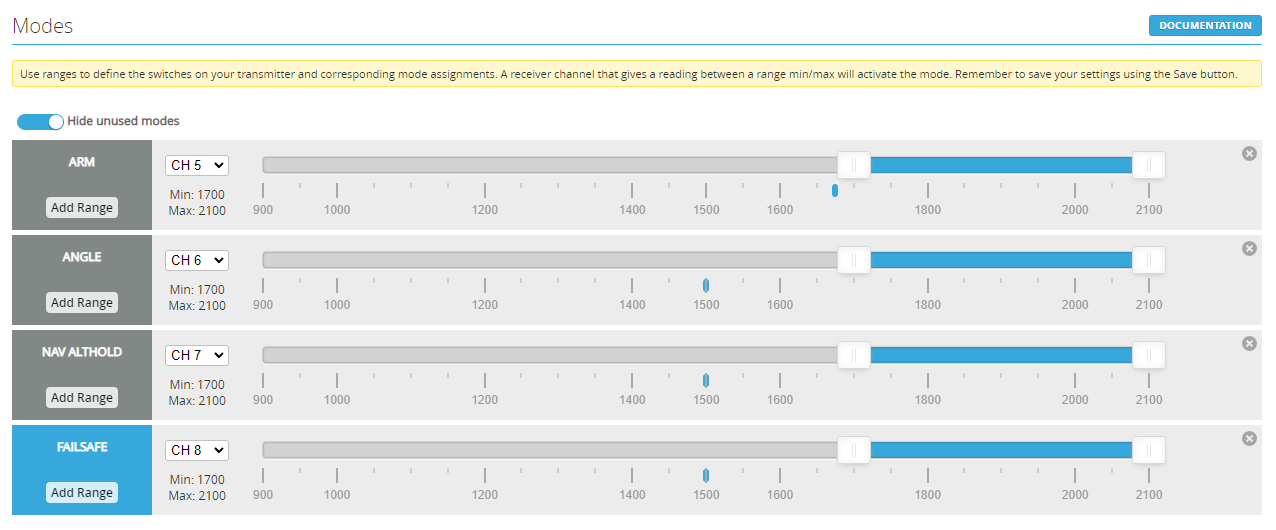 Modes
DOCUMENTATION
Use ranges to define the switches on your transmitter and corresponding mode assignments. A receiver channel that gives a reading between a range min/max will activate the mode. Remember to save your settings using the Save button.
Hide unused modes
ARM
CH 5
Add Range
Min: 1700
Max: 2100
900 1000 1200 1400 1500 1600 1800 2000 2100
ANGLE
CH 6
Add Range
Min: 1700
Max: 2100
900 1000 1200 1400 1500 1600 1800 2000 2100
NAV ALTHOLD
CH 7
Add Range
Min: 1700
Max: 2100
900 1000 1200 1400 1500 1600 1800 2000 2100
FAILSAFE
CH 8
Add Range
Min: 1700
Max: 2100
900 1000 1200 1400 1500 1600 1800 2000 2100